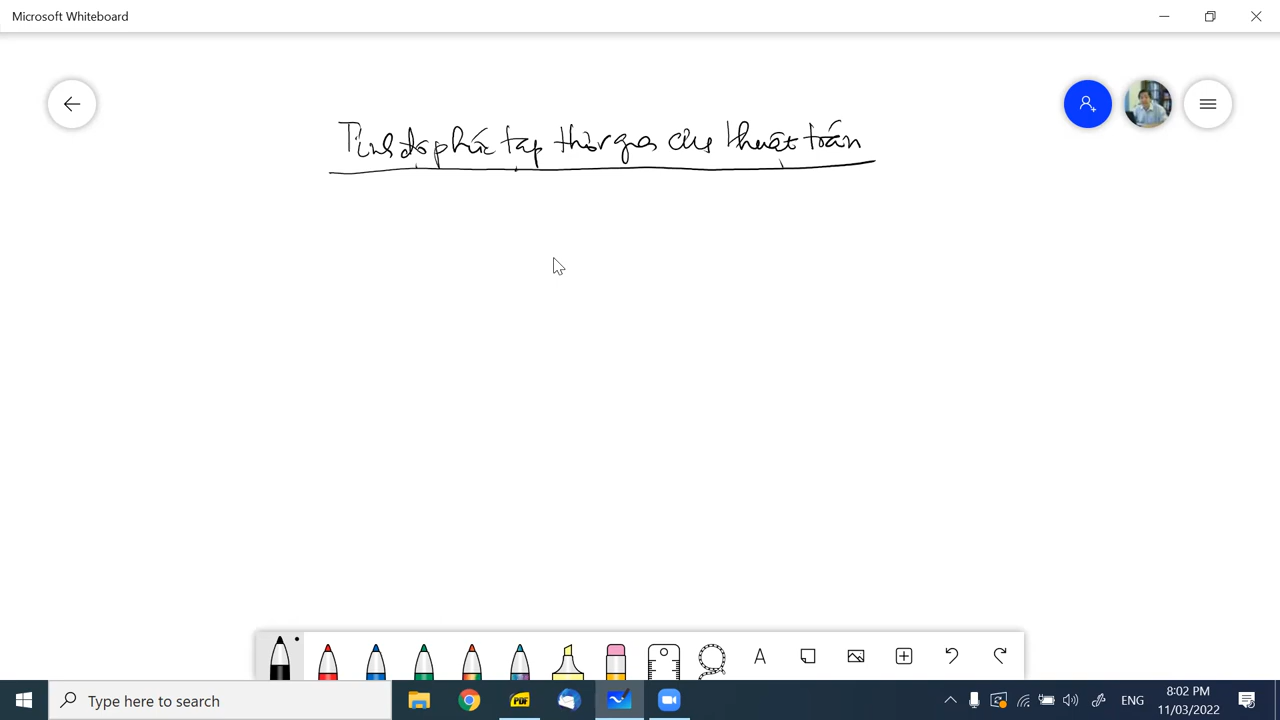 Microsoft Whiteboard
Tính độ phức tạp thời gian của thuật toán
A
Type here to search
PDF
ENG
8:02 PM
11/03/2022